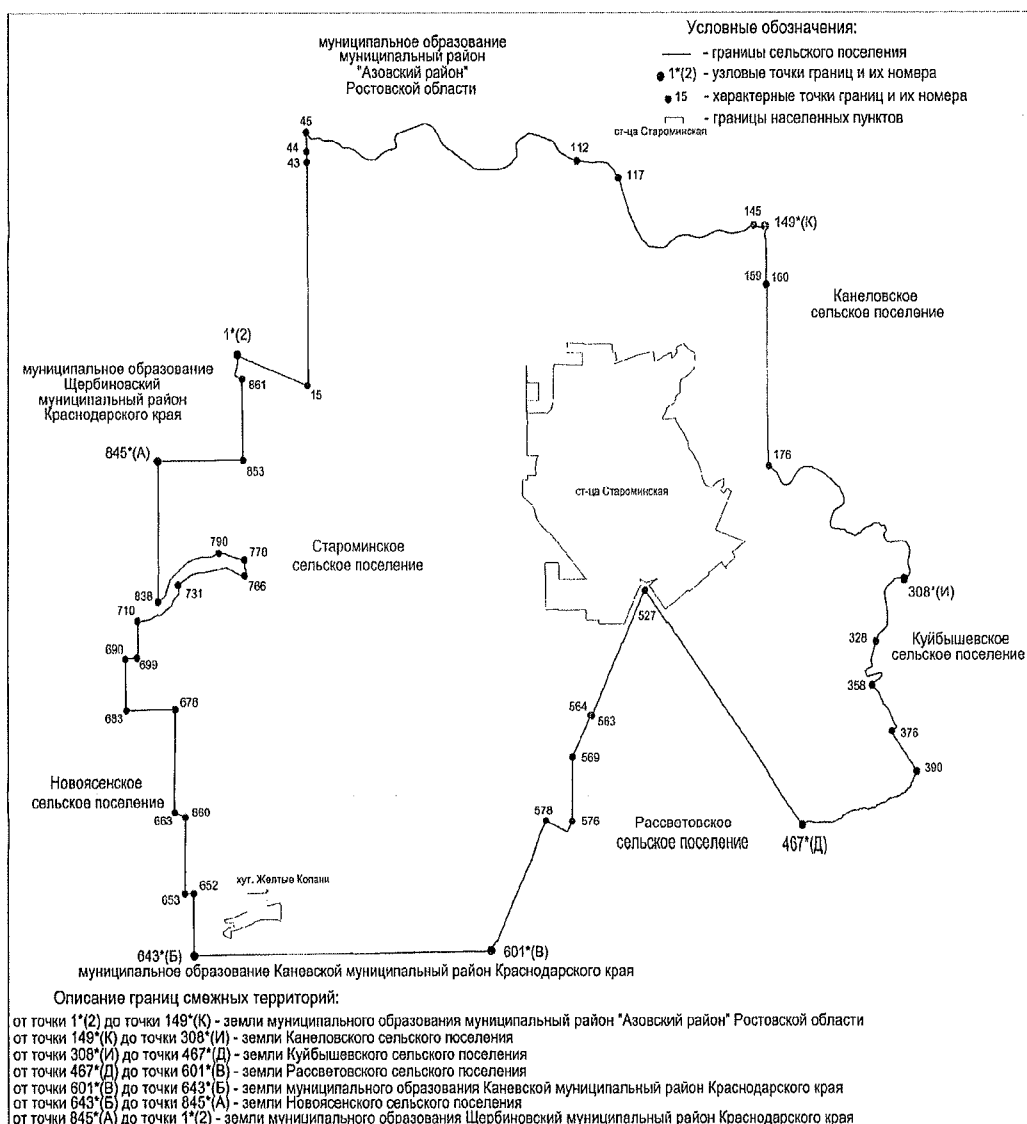 муниципальное образование
муниципальный район
"Азовский район"
Ростовской области
Условные обозначения:
- границы сельского поселения
1*(2) - узловые точки границ и их номера
15 - характерные точки границ и их номера
- границы населенных пунктов
ст-ца Староминская
45
44
43
112
117
145
149*(К)
159
160
Канеловское
сельское поселение
1*(2)
муниципальное образование
Щербиновский
муниципальный район
Краснодарского края
861
15
845*(А)
853
176
ст-ца Староминская
790
770
766
Староминское
сельское поселение
838
731
710
308*(И)
527
328
Куйбышевское
сельское поселение
690
699
358
683
678
564
563
376
569
390
Новоясенское
сельское поселение
663
660
578
576
Рассветовское
сельское поселение
467*(Д)
653
652
хут. Желтые Копани
643*(Б)
601*(В)
муниципальное образование Каневской муниципальный район Краснодарского края
Описание границ смежных территорий:
от точки 1*(2) до точки 149*(К) - земли муниципального образования муниципальный район "Азовский район" Ростовской области
от точки 149*(К) до точки 308*(И) - земли Канеловского сельского поселения
от точки 308*(И) до точки 467*(Д) - земли Куйбышевского сельского поселения
от точки 467*(Д) до точки 601*(В) - земли Рассветовского сельского поселения
от точки 601*(В) до точки 643*(Б) - земли муниципального образования Каневской муниципальный район Краснодарского края
от точки 643*(Б) до точки 845*(А) - земли Новоясенского сельского поселения
от точки 845*(А) до точки 1*(2) - земли муниципального образования Щербиновский муниципальный район Краснодарского края